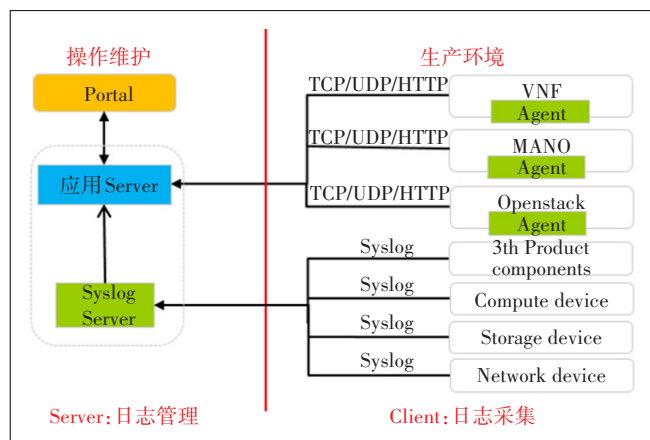 操作维护
生产环境
Portal
应用Server
Syslog
Server
TCP/UDP/HTTP
VNF
Agent
TCP/UDP/HTTP
MANO
Agent
TCP/UDP/HTTP
Openstack
Agent
Syslog
3th Product
components
Syslog
Compute device
Syslog
Storage device
Syslog
Network device
Server:日志管理
Client:日志采集